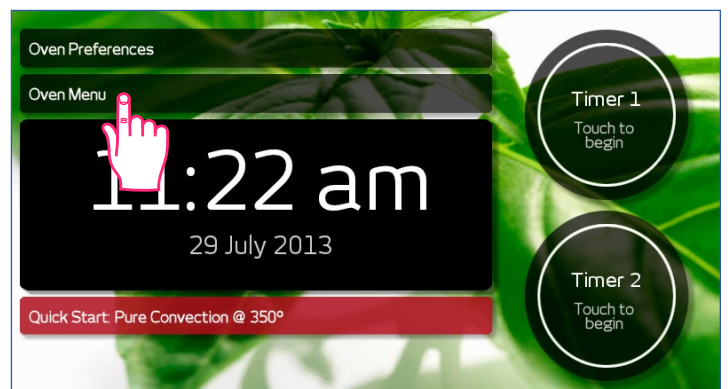 Oven Preferences
Oven Menu
11:22 am
29 July 2013
Quick Start: Pure Convection @ 350°
Timer 1
Touch to
begin
Timer 2
Touch to
begin